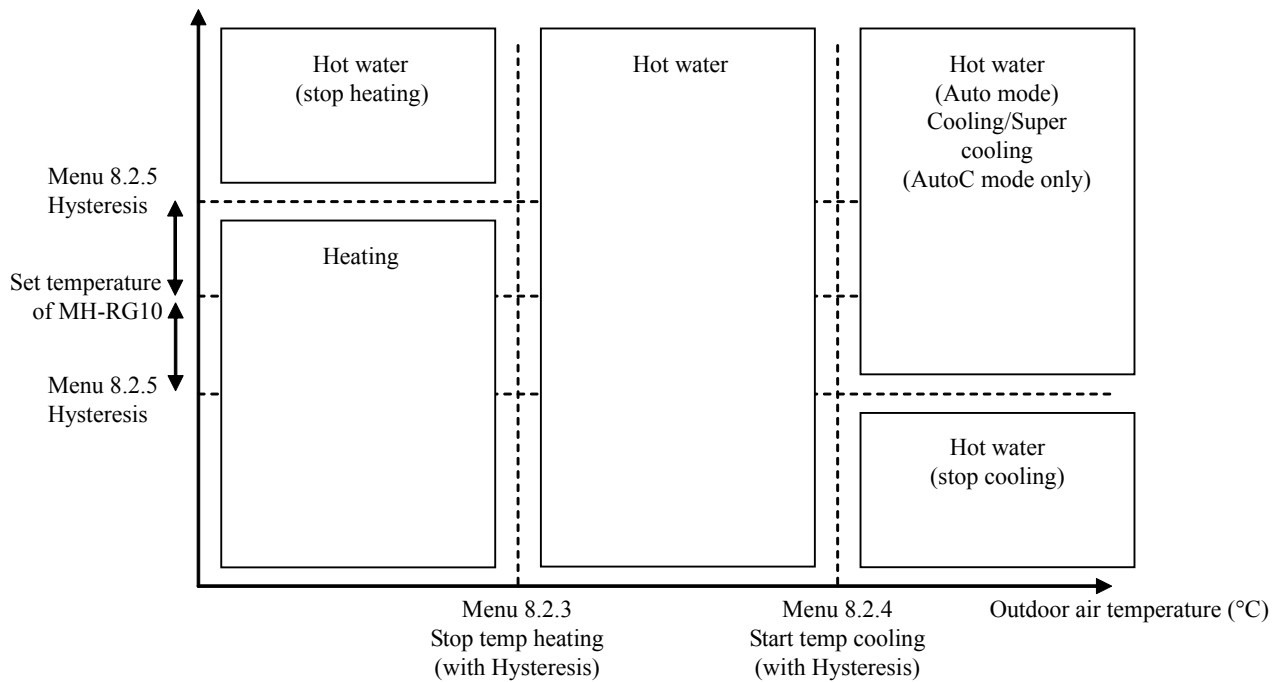 Hot water
(stop heating)
Hot water
Hot water
(Auto mode)
Cooling/Super
cooling
(AutoC mode only)
Menu 8.2.5
Hysteresis
Heating
Set temperature
of MH-RG10
Menu 8.2.5
Hysteresis
Hot water
(stop cooling)
Menu 8.2.3
Stop temp heating
(with Hysteresis)
Menu 8.2.4
Start temp cooling
(with Hysteresis)
Outdoor air temperature (°C)